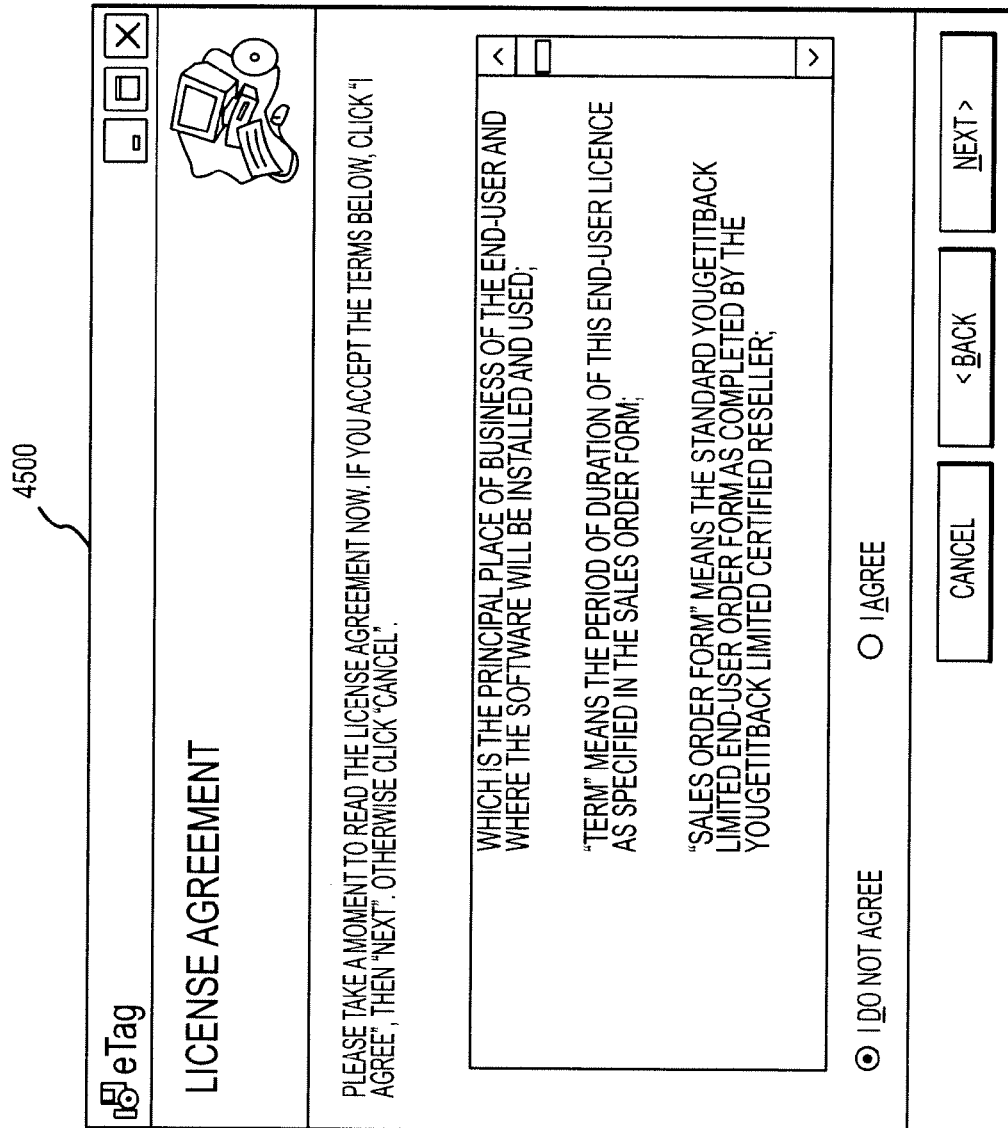 4500
eTag
LICENSE AGREEMENT
PLEASE TAKE A MOMENT TO READ THE LICENSE AGREEMENT NOW. IF YOU ACCEPT THE TERMS BELOW, CLICK "I
AGREE", THEN "NEXT". OTHERWISE CLICK "CANCEL".
WHICH IS THE PRINCIPAL PLACE OF BUSINESS OF THE END-USER AND
WHERE THE SOFTWARE WILL BE INSTALLED AND USED;
"TERM" MEANS THE PERIOD OF DURATION OF THIS END-USER LICENCE
AS SPECIFIED IN THE SALES ORDER FORM;
"SALES ORDER FORM" MEANS THE STANDARD YOUGETITBACK
LIMITED END-USER ORDER FORM AS COMPLETED BY THE
YOUGETITBACK LIMITED CERTIFIED RESELLER;
I DO NOT AGREE I AGREE
CANCEL < BACK NEXT >